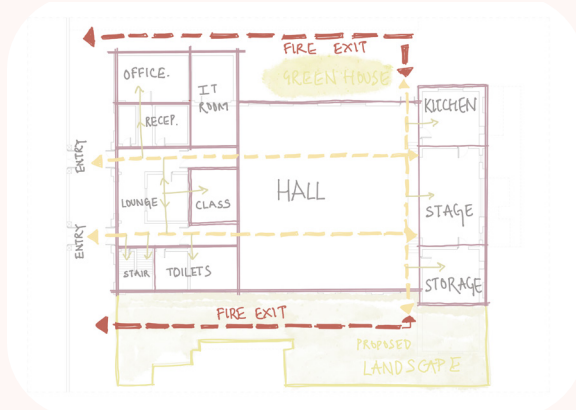 FIRE EXIT
OFFICE.
IT
ROOM
GREEN HOUSE
KITCHEN
RECEP.
ENTRY
LOUNGE
CLASS
HALL
STAGE
ENTRY
STAIR
TOILETS
STORAGE
FIRE EXIT
PROPOSED
LANDSCAPE